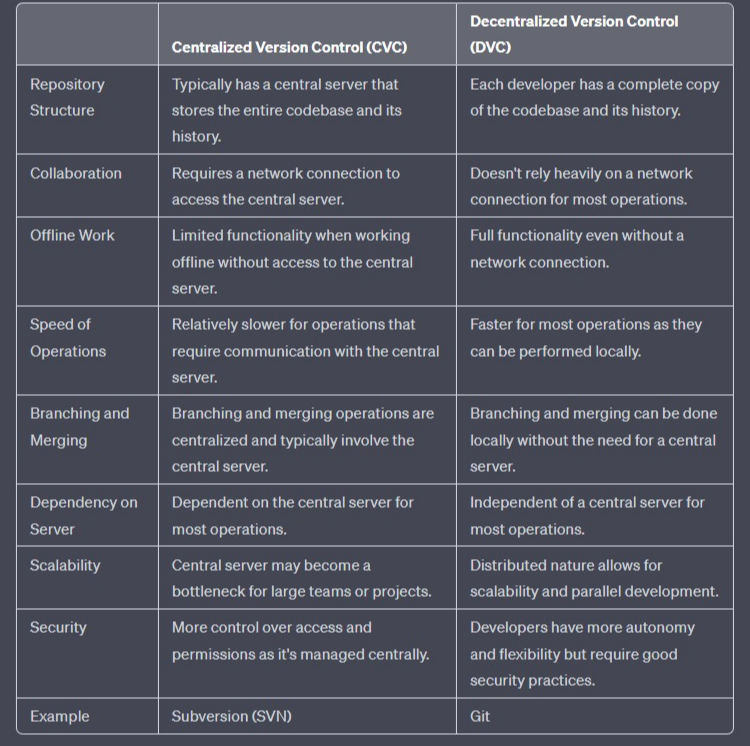 Centralized Version Control (CVC)
Decentralized Version Control
(DVC)
Repository
Structure
Typically has a central server that
stores the entire codebase and its
history.
Each developer has a complete copy
of the codebase and its history.
Collaboration
Requires a network connection to
access the central server.
Doesn't rely heavily on a network
connection for most operations.
Offline Work
Limited functionality when working
offline without access to the central
server.
Full functionality even without a
network connection.
Speed of
Operations
Relatively slower for operations that
require communication with the central
server.
Faster for most operations as they
can be performed locally.
Branching and
Merging
Branching and merging operations are
centralized and typically involve the
central server.
Branching and merging can be done
locally without the need for a central
server.
Dependency on
Server
Dependent on the central server for
most operations.
Independent of a central server for
most operations.
Scalability
Central server may become a
bottleneck for large teams or projects.
Distributed nature allows for
scalability and parallel development.
Security
More control over access and
permissions as it's managed centrally.
Developers have more autonomy
and flexibility but require good
security practices.
Example
Subversion (SVN)
Git